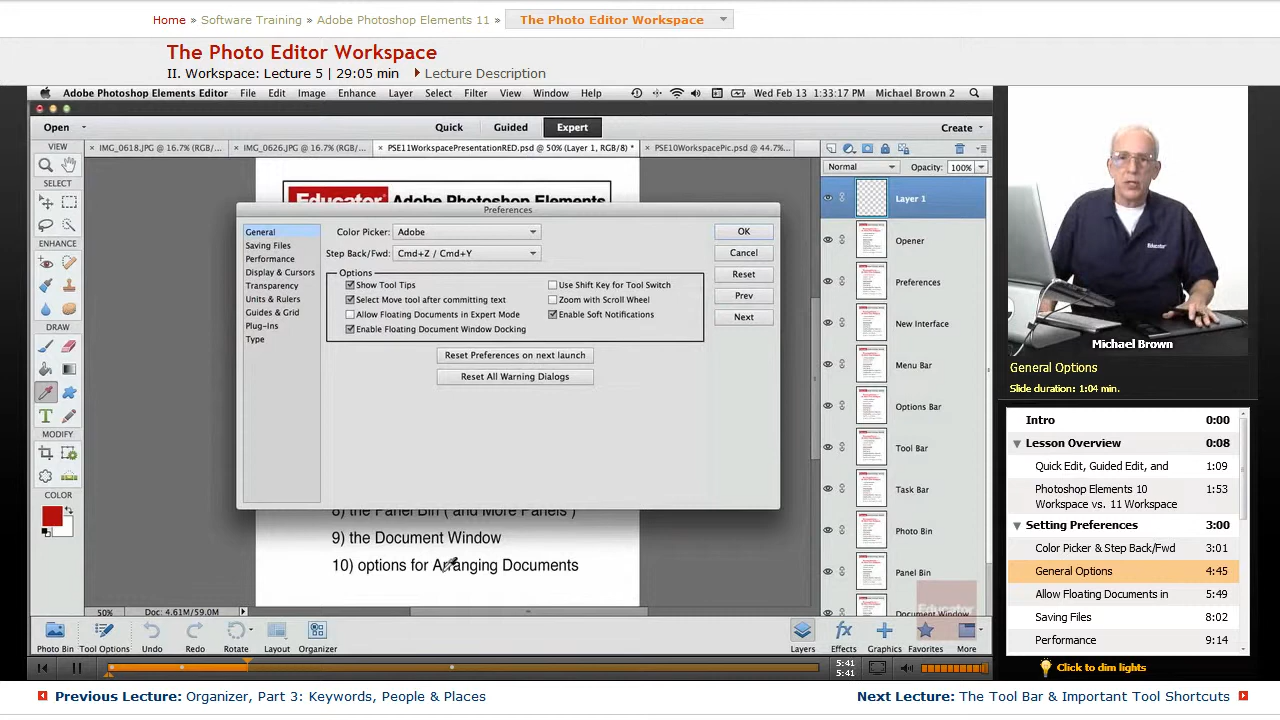 Home » Software Training » Adobe Photoshop Elements 11 » The Photo Editor Workspace
The Photo Editor Workspace
II. Workspace: Lecture 5 | 29:05 min Lecture Description
Adobe Photoshop Elements Editor File Edit Image Enhance Layer Select Filter View Window Help Wed Feb 13 1:33:17 PM Michael Brown 2
Open Quick Guided Expert Create
VIEW
× IMG_0618.JPG @ 16.7% (RGB/... × IMG_0626.JPG @ 16.7% (RGB/... × PSE11WorkspacePresentationRED.psd @ 50% (Layer 1, RGB/8) * × PSE10WorkspacePic.psd @ 44.7%...
Normal Opacity: 100%
SELECT
ENHANCE
DRAW
MODIFY
COLOR
Educator Adobe Photoshop Elements
Preferences
General
Saving Files
Performance
Display & Cursors
Transparency
Units & Rulers
Guides & Grid
Plug-Ins
Type
Color Picker: Adobe
Step Back/Fwd: Cmd+Z / Cmd+Y
Options
Show Tool Tips
Select Move tool after committing text
Allow Floating Documents in Expert Mode
Enable Floating Document Window Docking
Use Shift Key for Tool Switch
Zoom with Scroll Wheel
Enable Soft Notifications
Reset Preferences on next launch
Reset All Warning Dialogs
OK
Cancel
Reset
Prev
Next
8) the Panel Bin ( and More Panels )
9) the Document Window
10) options for Arranging Documents
50% Doc: 4.61M/59.0M
Layer 1
Opener
Preferences
New Interface
Menu Bar
Options Bar
Tool Bar
Task Bar
Photo Bin
Panel Bin
Document Window
Educator
Photo Bin Tool Options Undo Redo Rotate Layout Organizer Layers Effects Graphics Favorites More
5:41
5:41
Educator
Michael Brown
General Options
Slide duration: 1:04 min.
Intro 0:00
Lesson Overview 0:08
Quick Edit, Guided Edit, and 1:09
Photoshop Elements 10 1:53
Workspace vs. 11 Workspace
Setting Preferences 3:00
Color Picker & Step Back/Fwd 3:01
General Options 4:45
Allow Floating Documents in 5:49
Saving Files 8:02
Performance 9:14
Click to dim lights
Previous Lecture: Organizer, Part 3: Keywords, People & Places
Next Lecture: The Tool Bar & Important Tool Shortcuts